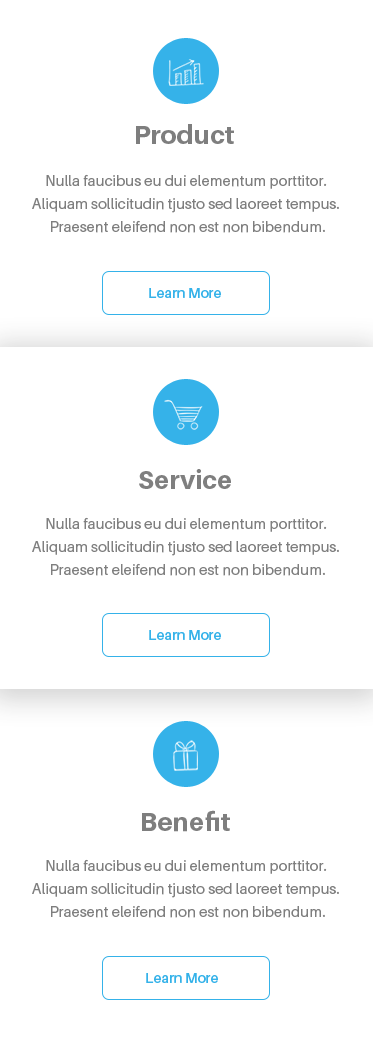 Product
Nulla faucibus eu dui elementum porttitor.
Aliquam sollicitudin tjusto sed laoreet tempus.
Praesent eleifend non est non bibendum.
Learn More
Service
Nulla faucibus eu dui elementum porttitor.
Aliquam sollicitudin tjusto sed laoreet tempus.
Praesent eleifend non est non bibendum.
Learn More
Benefit
Nulla faucibus eu dui elementum porttitor.
Aliquam sollicitudin tjusto sed laoreet tempus.
Praesent eleifend non est non bibendum.
Learn More